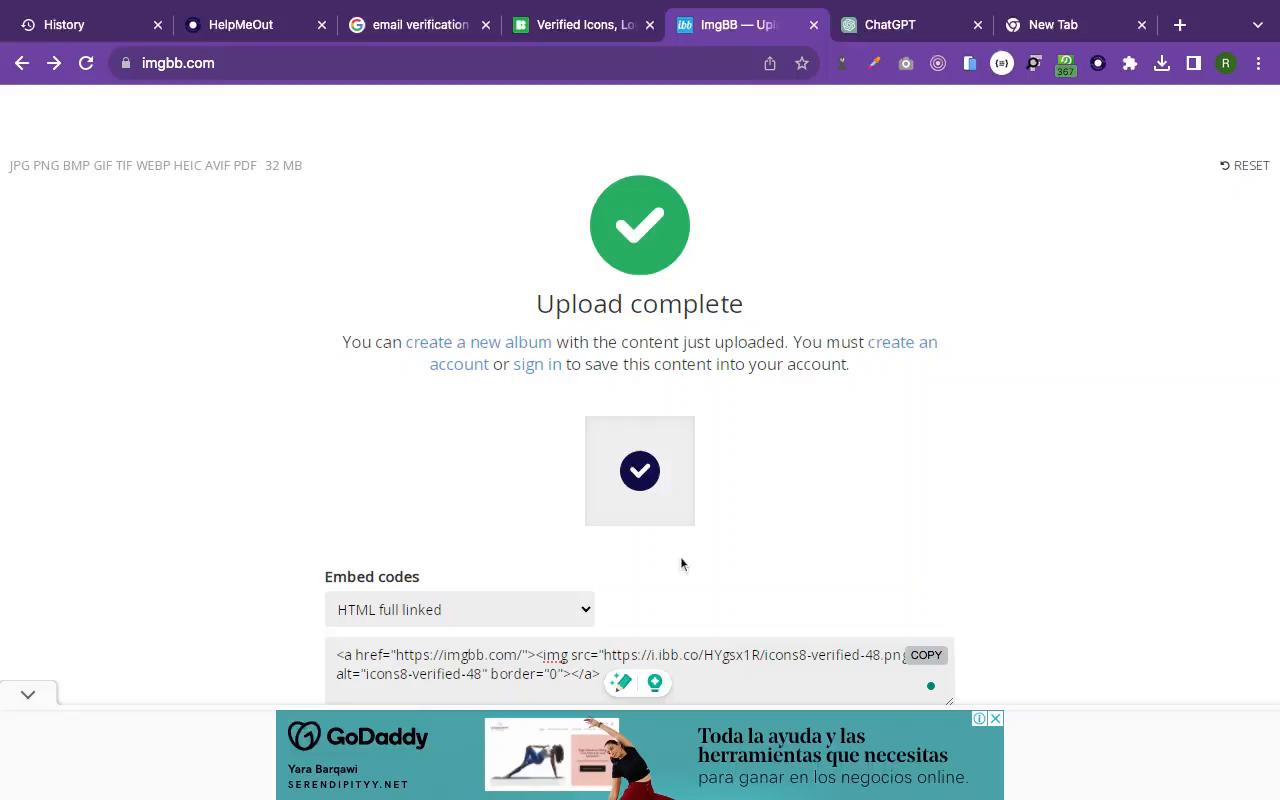 History
HelpMeOut
email verification
Verified Icons, Lo
ibb
ImgBB — Upl
ChatGPT
New Tab
imgbb.com
367
R
JPG PNG BMP GIF TIF WEBP HEIC AVIF PDF 32 MB
RESET
Upload complete
You can create a new album with the content just uploaded. You must create an
account or sign in to save this content into your account.
Embed codes
HTML full linked
<a href="https://imgbb.com/"><img src="https://i.ibb.co/HYgsx1R/icons8-verified-48.png
COPY
alt="icons8-verified-48" border="0"></a>
GoDaddy
Yara Barqawi
SERENDIPITYY.NET
Toda la ayuda y las
herramientas que necesitas
para ganar en los negocios online.